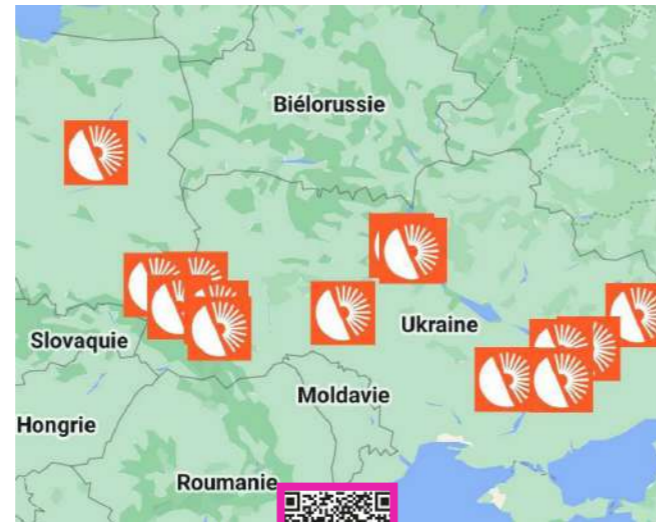 Biélorussie
Ukraine
Slovaquie
Moldavie
Hongrie
Roumanie